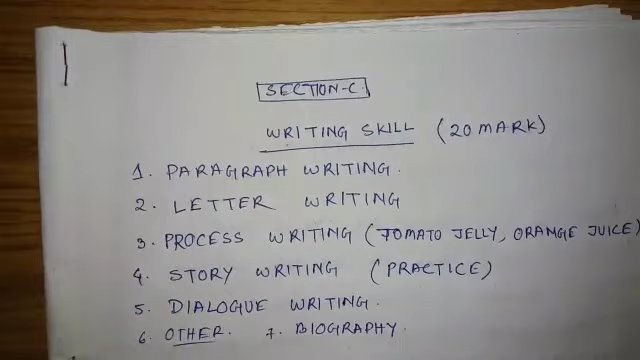 SECTION-C.
WRITING SKILL (20 MARK)
1. PARAGRAPH WRITING.
2. LETTER WRITING
3. PROCESS WRITING (TOMATO JELLY, ORANGE JUICE)
4. STORY WRITING (PRACTICE)
5. DIALOGUE WRITING.
6. OTHER. 7. BIOGRAPHY.